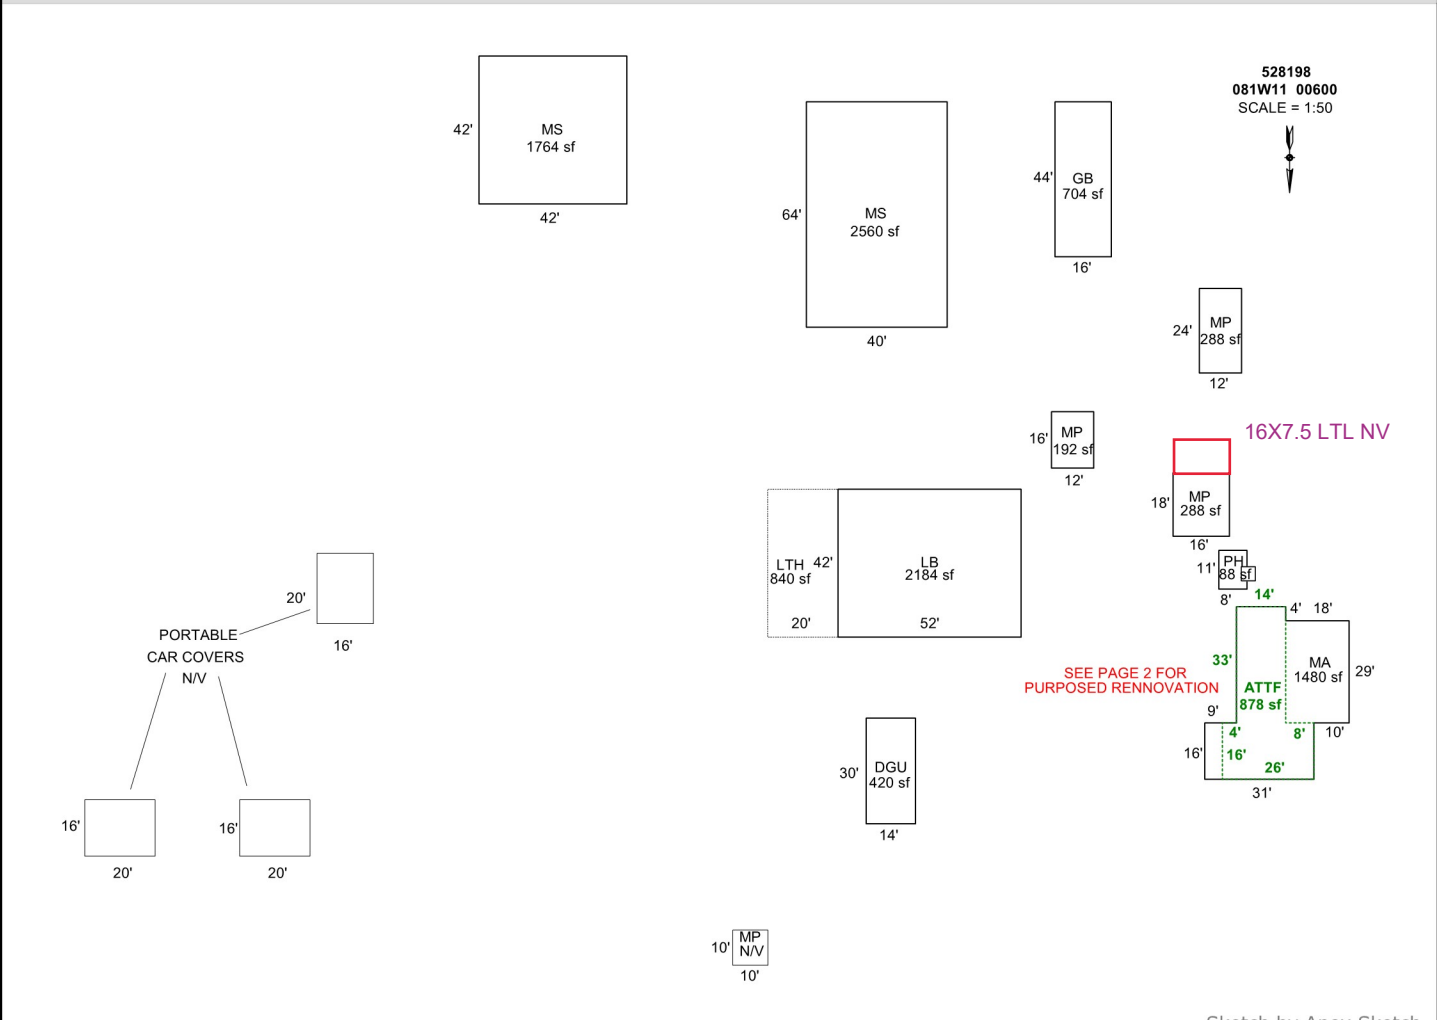 528198
081W11 00600
SCALE = 1:50
42'
MS
1764 sf
42'
64'
MS
2560 sf
40'
44'
GB
704 sf
16'
24'
MP
288 sf
12'
16'
MP
192 sf
12'
16X7.5 LTL NV
18'
MP
288 sf
16'
LTH
840 sf
20'
42'
LB
2184 sf
52'
11'
PH
88 sf
8'
14'
4'
18'
33'
MA
1480 sf
29'
ATTF
878 sf
9'
4'
8'
10'
16'
16'
26'
31'
SEE PAGE 2 FOR
PURPOSED RENNOVATION
20'
16'
PORTABLE
CAR COVERS
N/V
16'
20'
16'
20'
30'
DGU
420 sf
14'
10'
MP
N/V
10'
Sketch by Apex Sketch